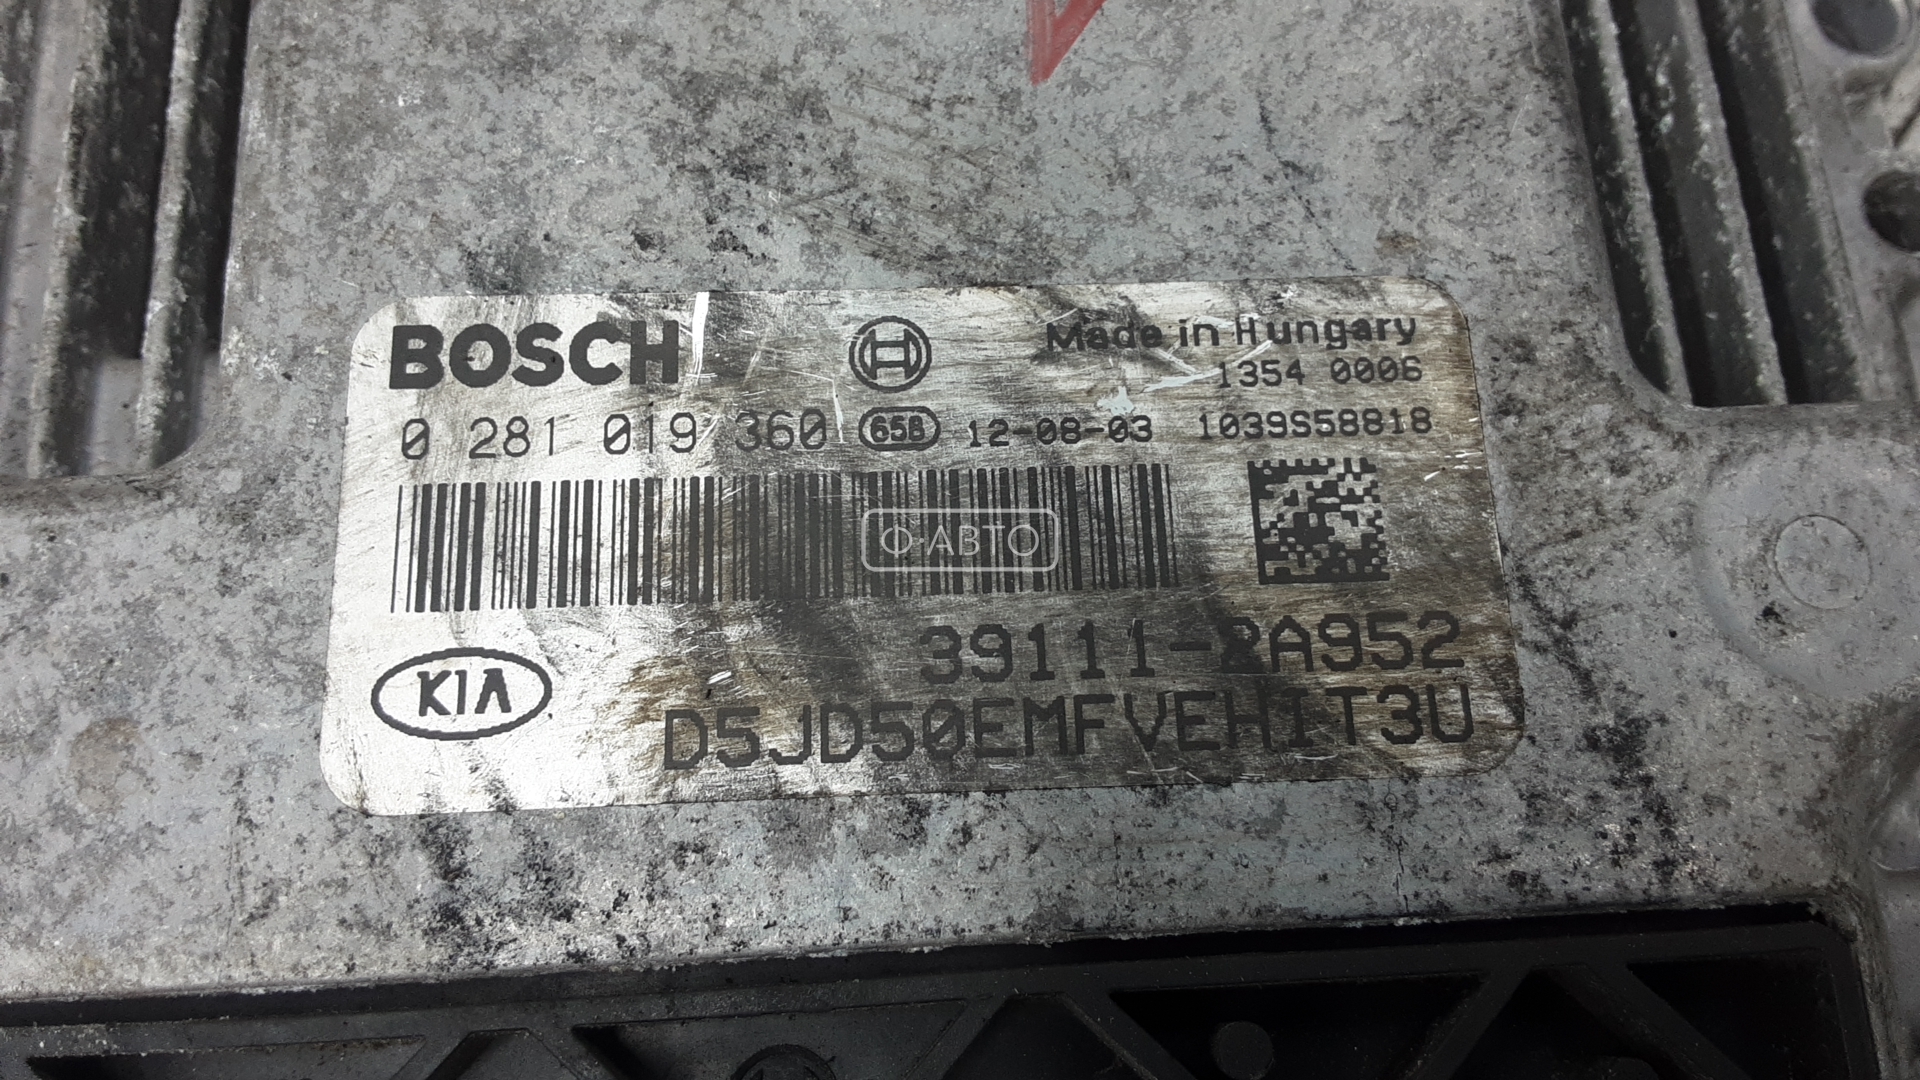 BOSCH
Made in Hungary
1354 0006
0 281 019 360 65B 12-08-03 1039S58818
О·АВТО
39111-2A952
KIA
D5JD50EMFVEHIT3U